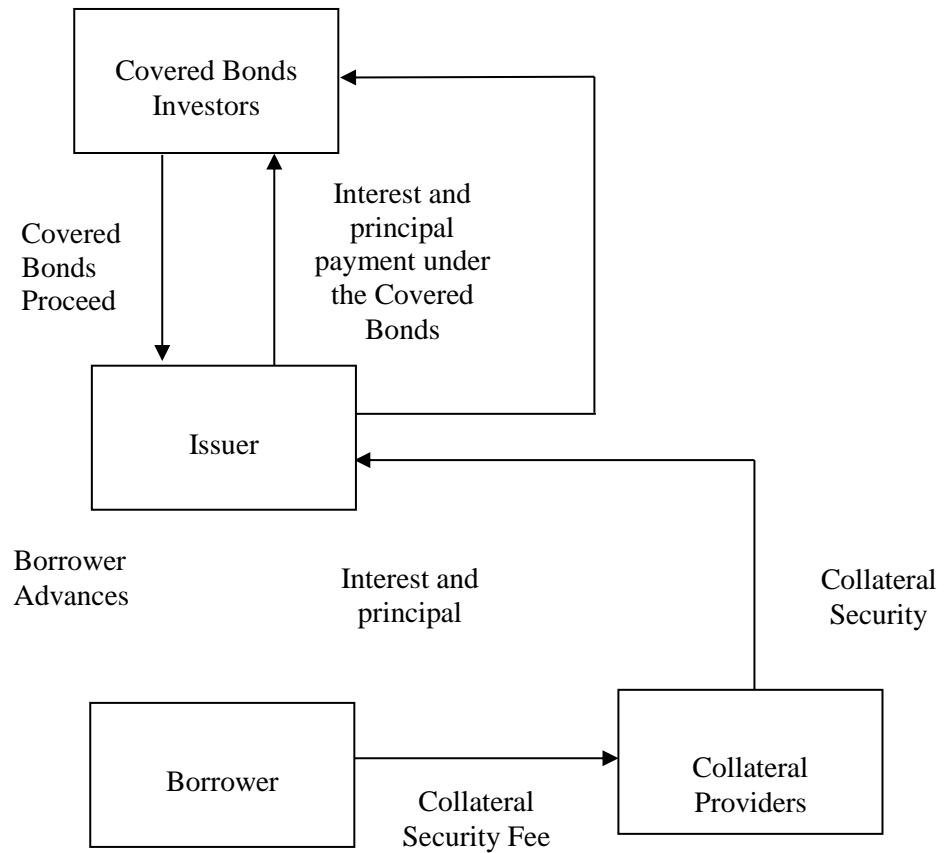 Covered Bonds
Investors
Covered
Bonds
Proceed
Interest and
principal
payment under
the Covered
Bonds
Issuer
Borrower
Advances
Interest and
principal
Collateral
Security
Borrower
Collateral
Security Fee
Collateral
Providers